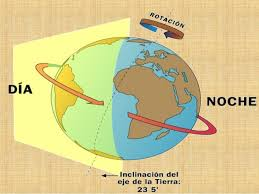 ROTACIÓN
DÍA
NOCHE
Inclinación del
eje de la Tierra:
23 5'